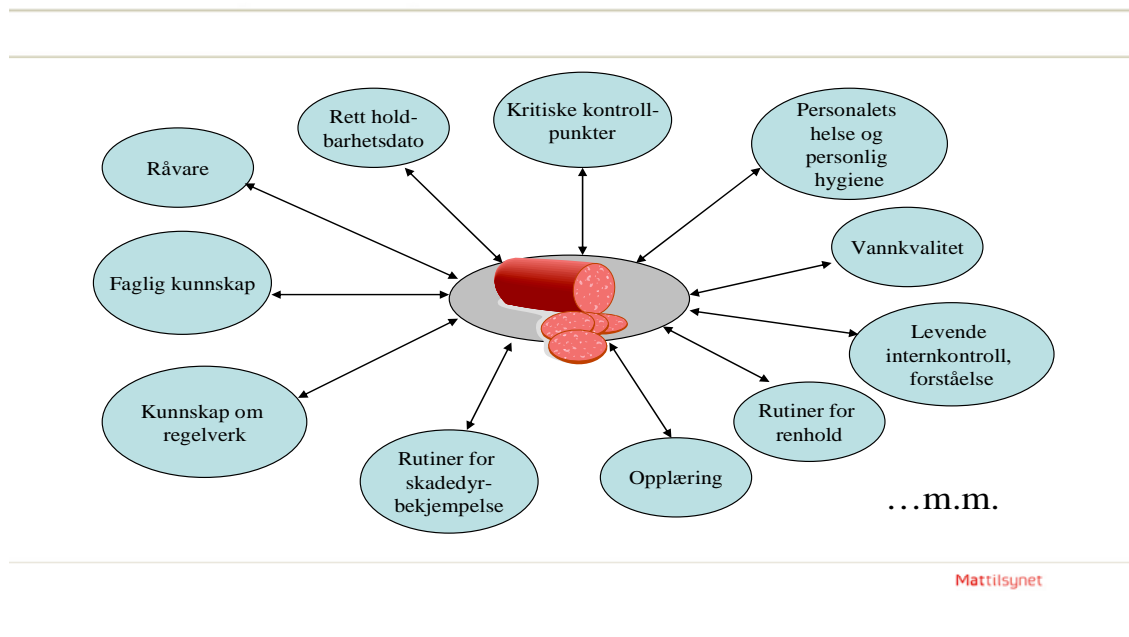 Rett hold-
barhetsdato
Kritiske kontroll-
punkter
Personalets
helse og
personlig
hygiene
Råvare
Vannkvalitet
Faglig kunnskap
Levende
internkontroll,
forståelse
Kunnskap om
regelverk
Rutiner for
renhold
Rutiner for
skadedyr-
bekjempelse
Opplæring
...m.m.
Mattilsynet